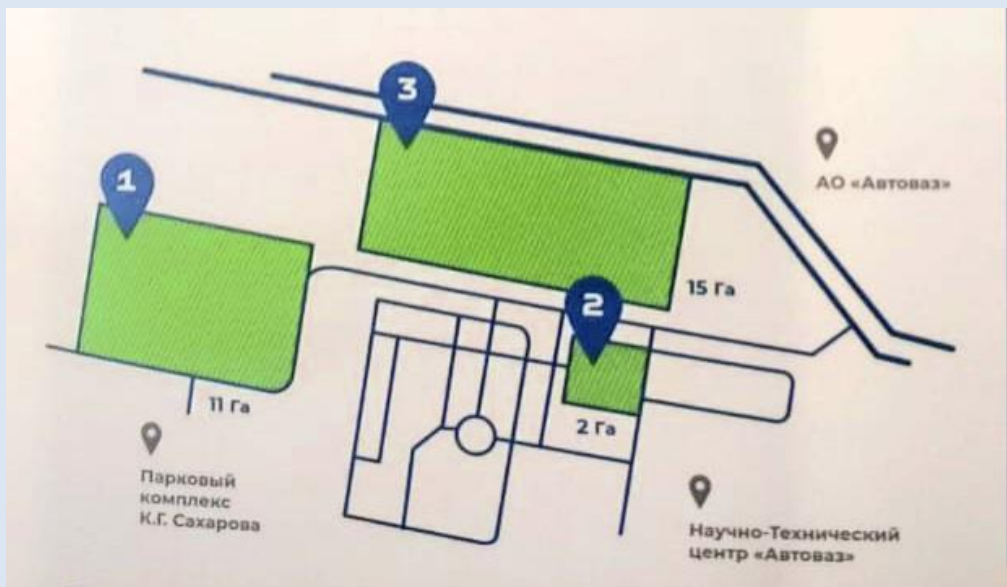 3
АО «Автоваз»
1
15 Га
2
11 Га
2 Га
Парковый
комплекс
К.Г. Сахарова
Научно-Технический
центр «Автоваз»